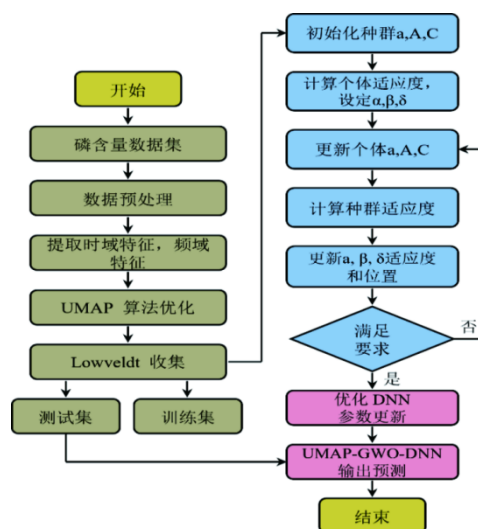 开始
磷含量数据集
数据预处理
提取时域特征，频域
特征
UMAP 算法优化
Lowveldt 收集
测试集
训练集
初始化种群a,A,C
计算个体适应度，
设定α,β,δ
更新个体a,A,C
计算种群适应度
更新a, β, δ适应度
和位置
满足
要求
否
是
优化 DNN
参数更新
UMAP-GWO-DNN
输出预测
结束